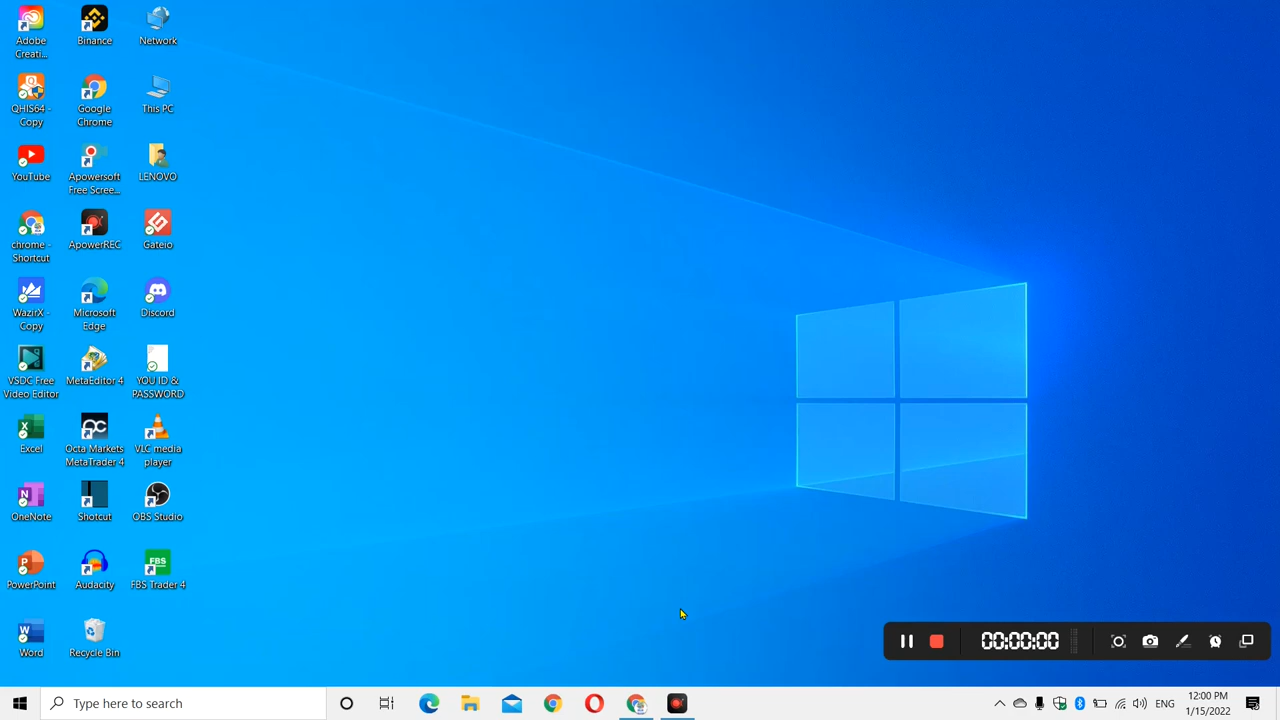 Adobe
Creati...
Binance
Network
QHIS64 -
Copy
Google
Chrome
This PC
YouTube
Apowersoft
Free Scree...
LENOVO
chrome -
Shortcut
ApowerREC
Gateio
WazirX -
Copy
Microsoft
Edge
Discord
VSDC Free
Video Editor
MetaEditor 4
YOU ID &
PASSWORD
Excel
Octa Markets
MetaTrader 4
VLC media
player
OneNote
Shotcut
OBS Studio
PowerPoint
Audacity
FBS
FBS Trader 4
Word
Recycle Bin
00:00:00
Type here to search
ENG
12:00 PM
1/15/2022